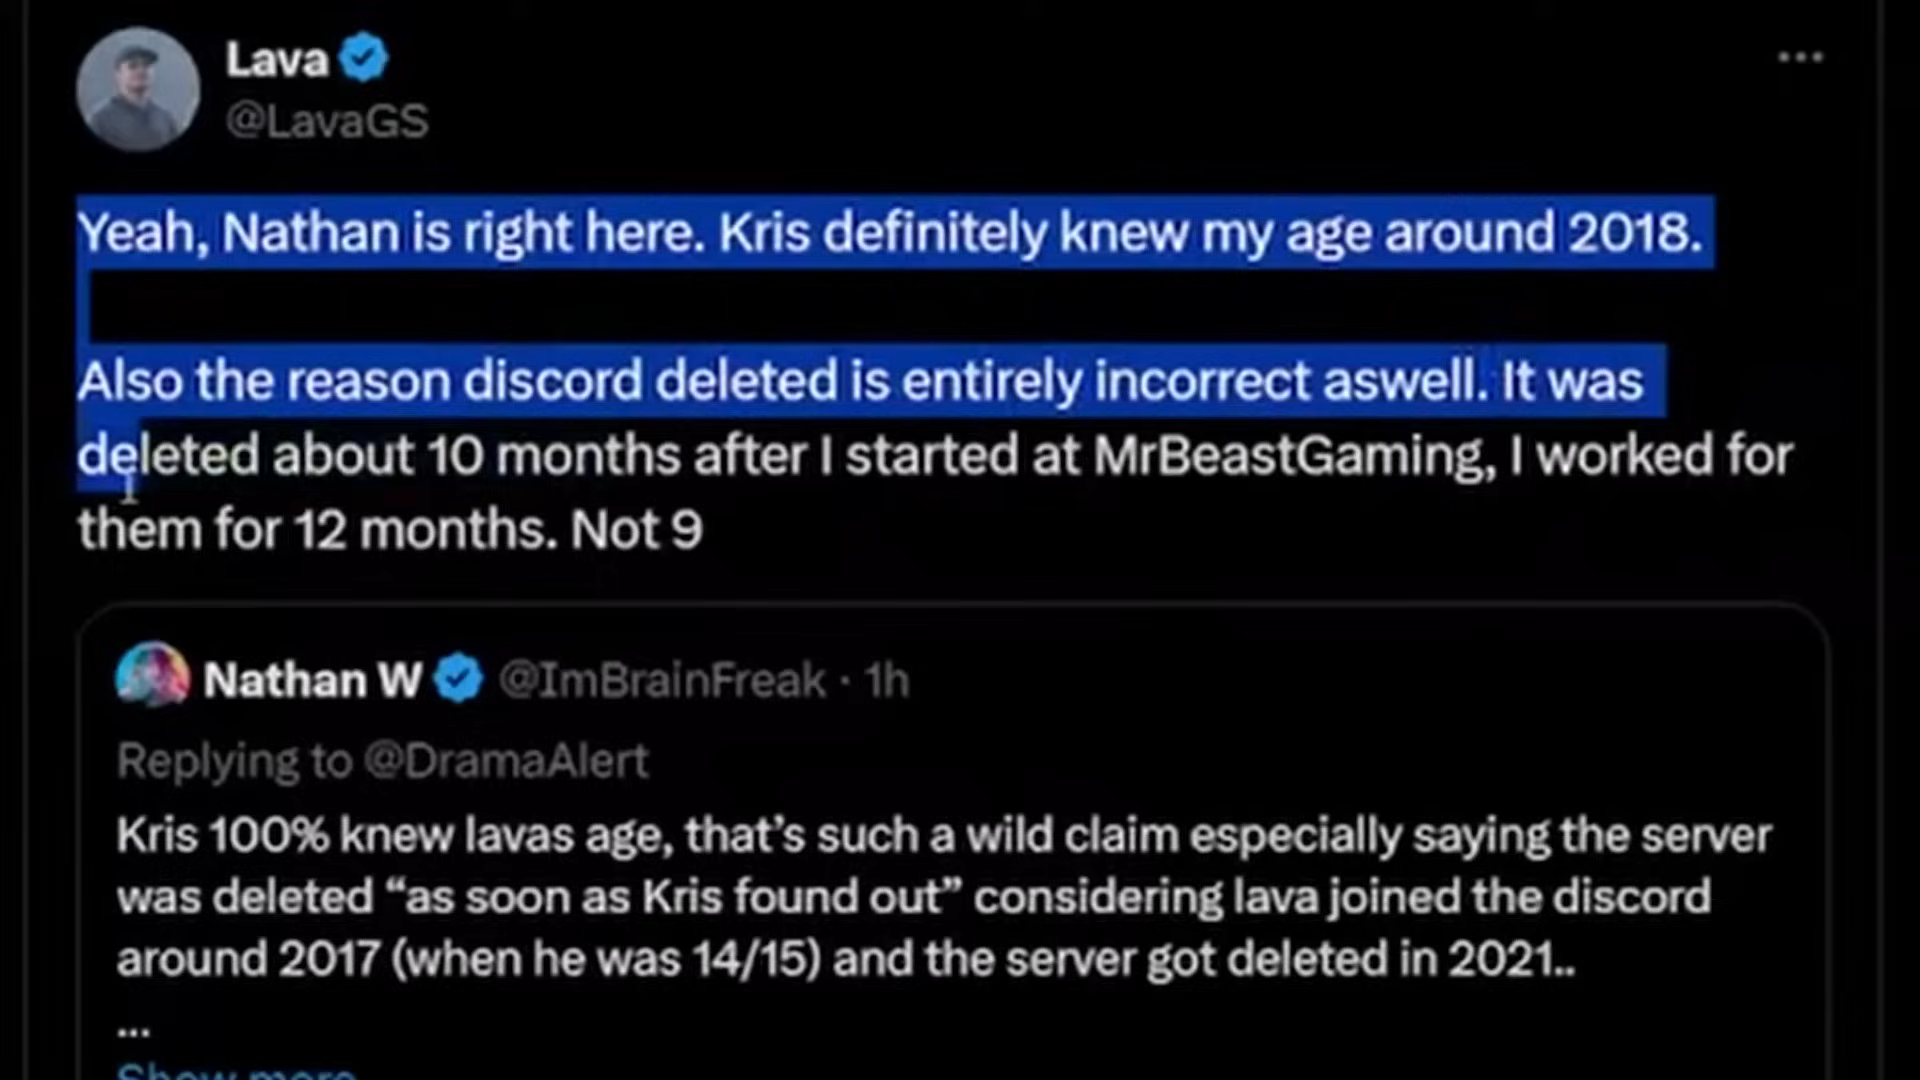 Lava
@LavaGS
Yeah, Nathan is right here. Kris definitely knew my age around 2018.
Also the reason discord deleted is entirely incorrect aswell. It was
deleted about 10 months after I started at MrBeastGaming, I worked for
them for 12 months. Not 9
Nathan W @ImBrainFreak · 1h
Replying to @DramaAlert
Kris 100% knew lavas age, that’s such a wild claim especially saying the server
was deleted “as soon as Kris found out” considering lava joined the discord
around 2017 (when he was 14/15) and the server got deleted in 2021..
...
Show more